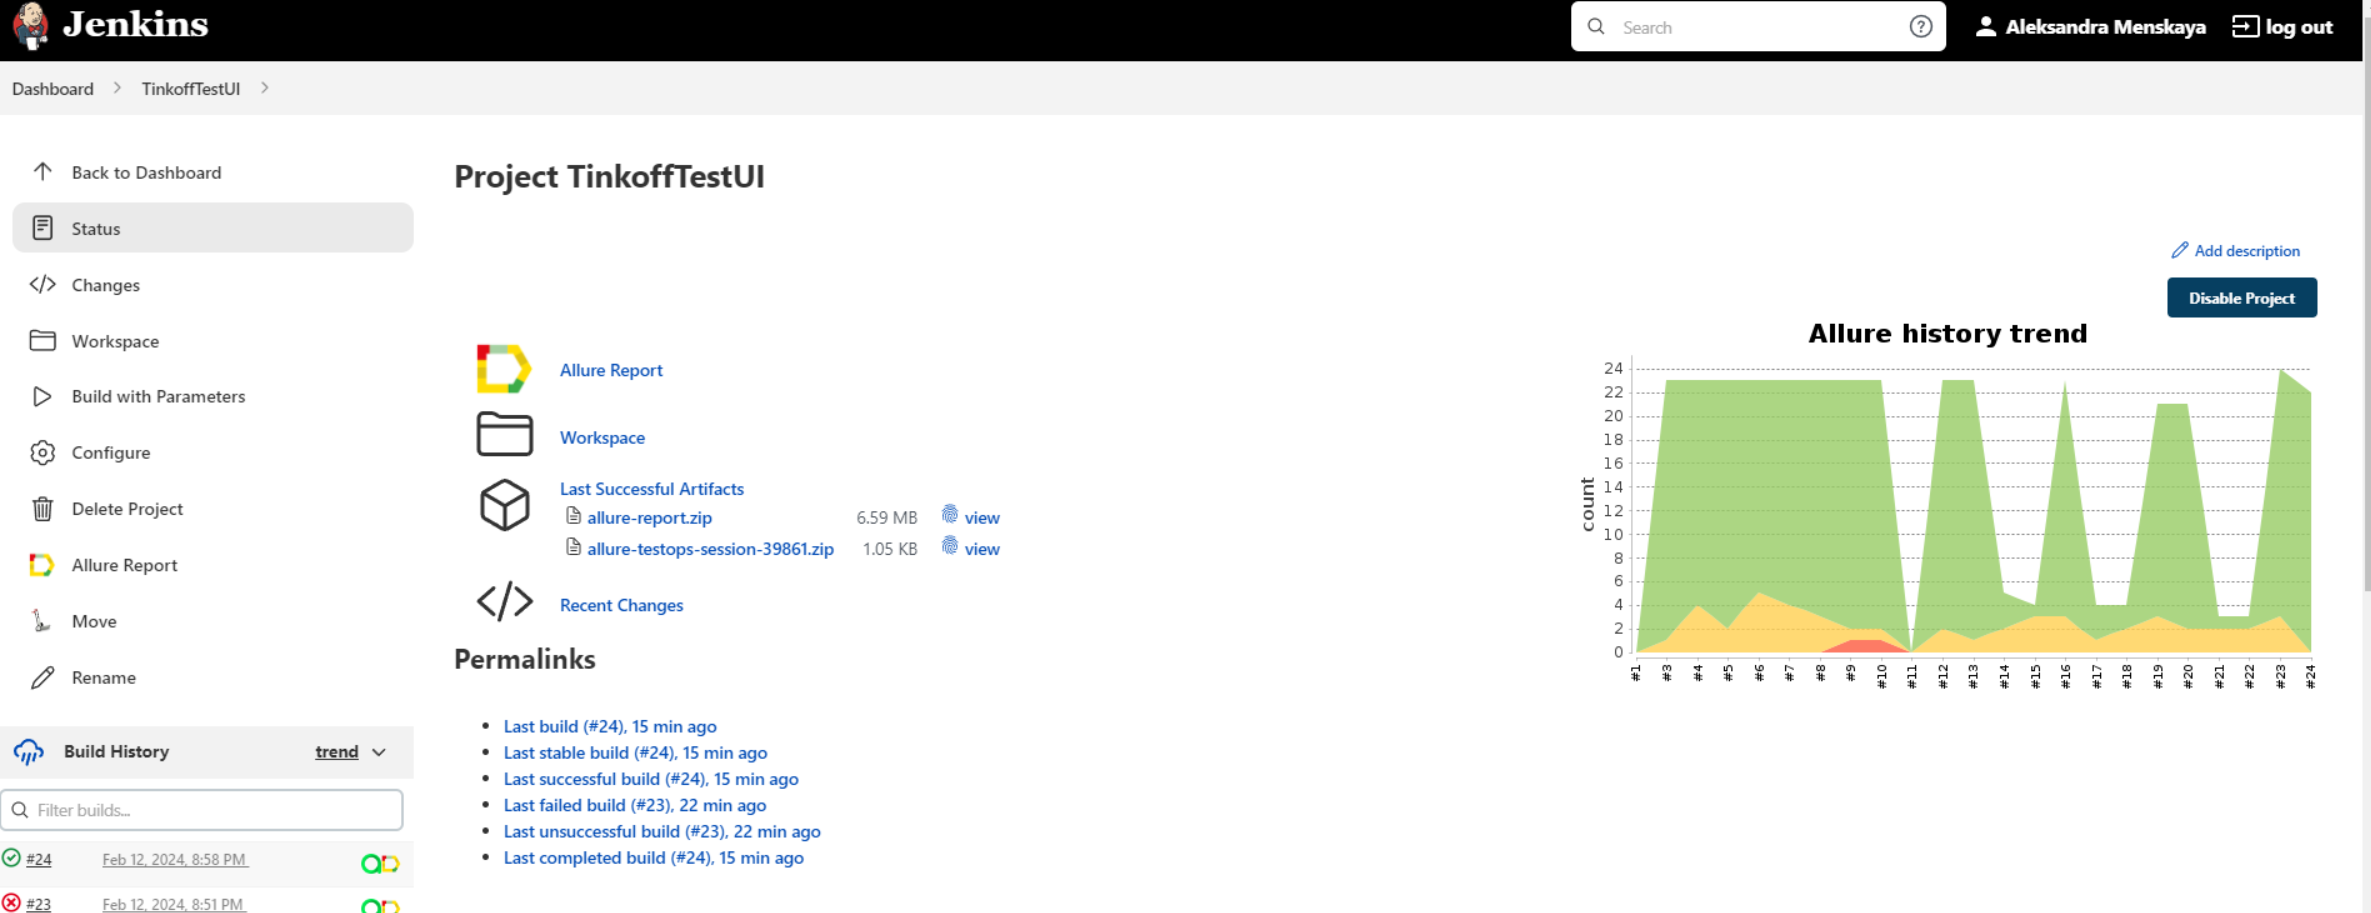 Jenkins
Search
Aleksandra Menskaya
log out
Dashboard
TinkoffTestUI
Back to Dashboard
Status
Changes
Workspace
Build with Parameters
Configure
Delete Project
Allure Report
Move
Rename
Build History
trend
Filter builds...
#24
Feb 12, 2024, 8:58 PM
#23
Feb 12, 2024, 8:51 PM
Project TinkoffTestUI
Add description
Disable Project
Allure Report
Workspace
Last Successful Artifacts
allure-report.zip 6.59 MB view
allure-testops-session-39861.zip 1.05 KB view
Recent Changes
Permalinks
Last build (#24), 15 min ago
Last stable build (#24), 15 min ago
Last successful build (#24), 15 min ago
Last failed build (#23), 22 min ago
Last unsuccessful build (#23), 22 min ago
Last completed build (#24), 15 min ago
Allure history trend
count
24
22
20
18
16
14
12
10
8
6
4
2
0
#1 #3 #4 #5 #6 #7 #8 #9 #10 #11 #12 #13 #14 #15 #16 #17 #18 #19 #20 #21 #22 #23 #24